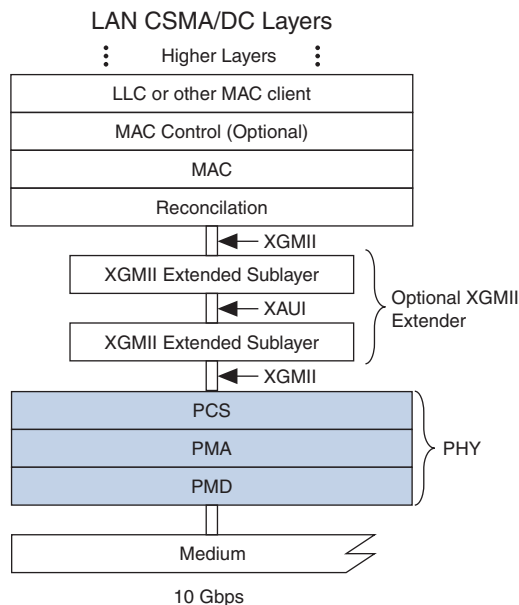 LAN CSMA/DC Layers
Higher Layers
LLC or other MAC client
MAC Control (Optional)
MAC
Reconcilation
XGMII
XGMII Extended Sublayer
XAUI
Optional XGMII
Extender
XGMII Extended Sublayer
XGMII
PCS
PMA
PHY
PMD
Medium
10 Gbps